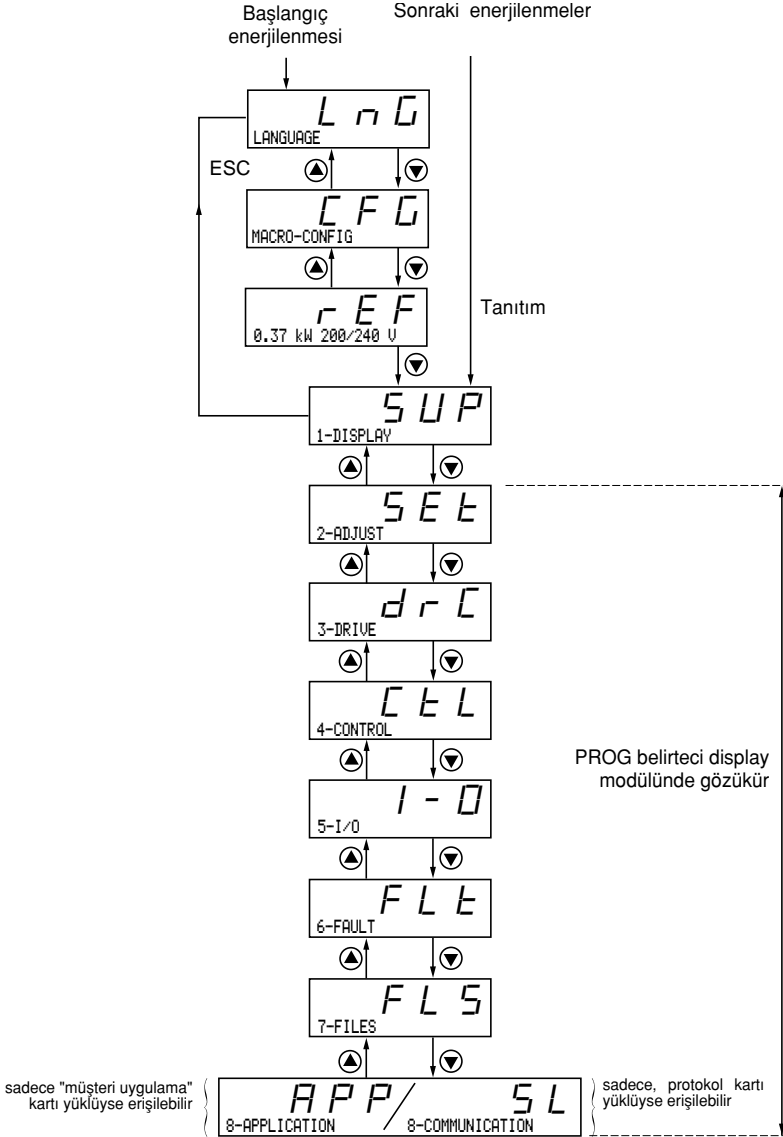 Başlangıç
enerjilenmesi
Sonraki enerjilenmeler
LnG
LANGUAGE
ESC
CFG
MACRO-CONFIG
rEF
0.37 kW 200/240 V
Tanıtım
SUP
1-DISPLAY
SEt
2-ADJUST
drC
3-DRIVE
CtL
4-CONTROL
I-O
5-I/O
PROG belirteci display
modülünde gözükür
FLt
6-FAULT
FLS
7-FILES
sadece "müşteri uygulama"
kartı yüklüyse erişilebilir
APP/ SL
8-APPLICATION 8-COMMUNICATION
sadece, protokol kartı
yüklüyse erişilebilir